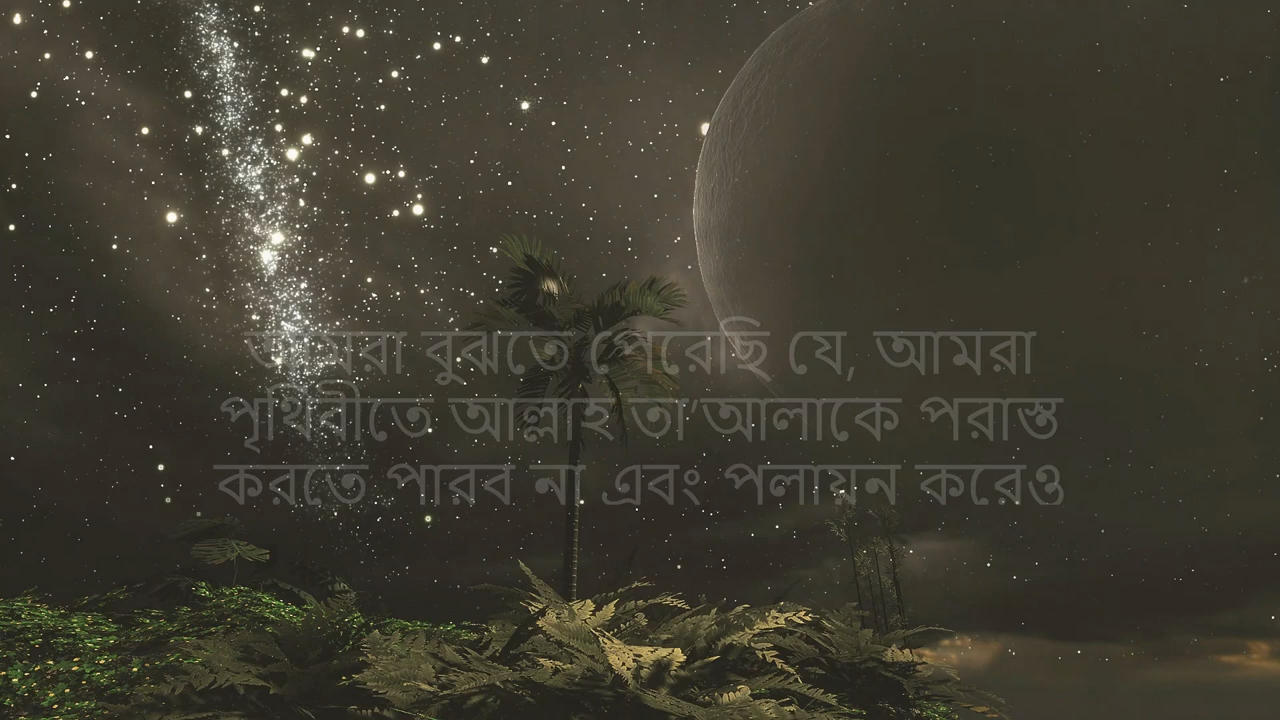 আমরা বুঝতে পেরেছি যে, আমরা
পৃথিবীতে আল্লাহ তা'আলাকে পরাস্ত
করতে পারব না এবং পলায়ন করেও